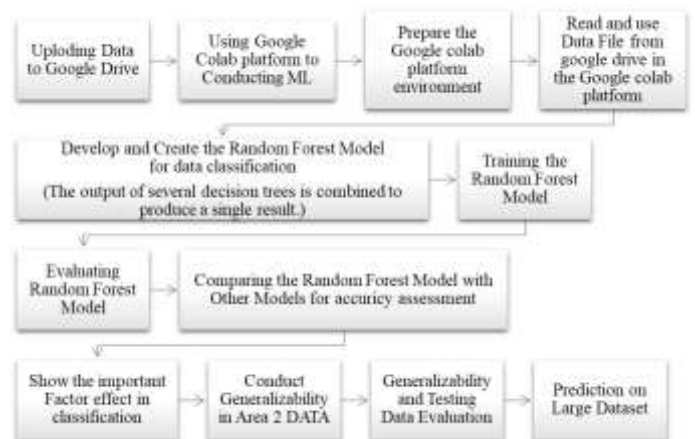 Uploding Data
to Google Drive
Using Google
Colab platform to
Conducting ML
Prepare the
Google colab
platform
environment
Read and use
Data File from
google drive in
the Google colab
platform
Develop and Create the Random Forest Model
for data classification
(The output of several decision trees is combined to
produce a single result.)
Training the
Random Forest
Model
Evaluating
Random Forest
Model
Comparing the Random Forest Model with
Other Models for accuricy assessment
Show the important
Factor effect in
classification
Conduct
Generalizability
in Area 2 DATA
Generalizability
and Testing
Data Evaluation
Prediction on
Large Dataset